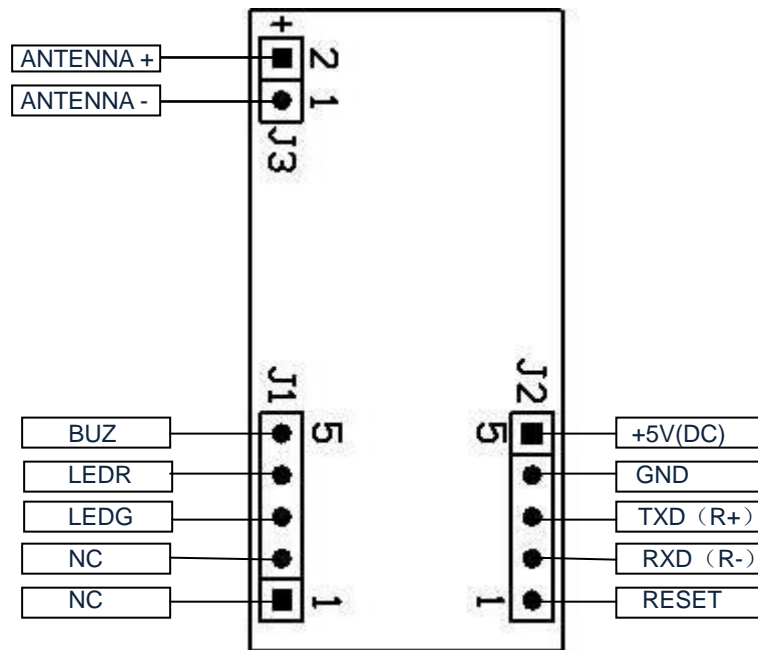 +
ANTENNA + 2
ANTENNA - 1
J3
J1
J2
BUZ 5 5 +5V(DC)
LEDR GND
LEDG TXD（R+）
NC RXD（R-）
NC 1 1 RESET